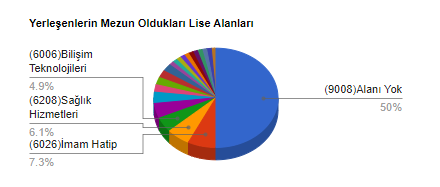 Yerleşenlerin Mezun Oldukları Lise Alanları
(6006)Bilişim
Teknolojileri
4.9%
(6208)Sağlık
Hizmetleri
6.1%
(6026)İmam Hatip
7.3%
(9008)Alanı Yok
50%